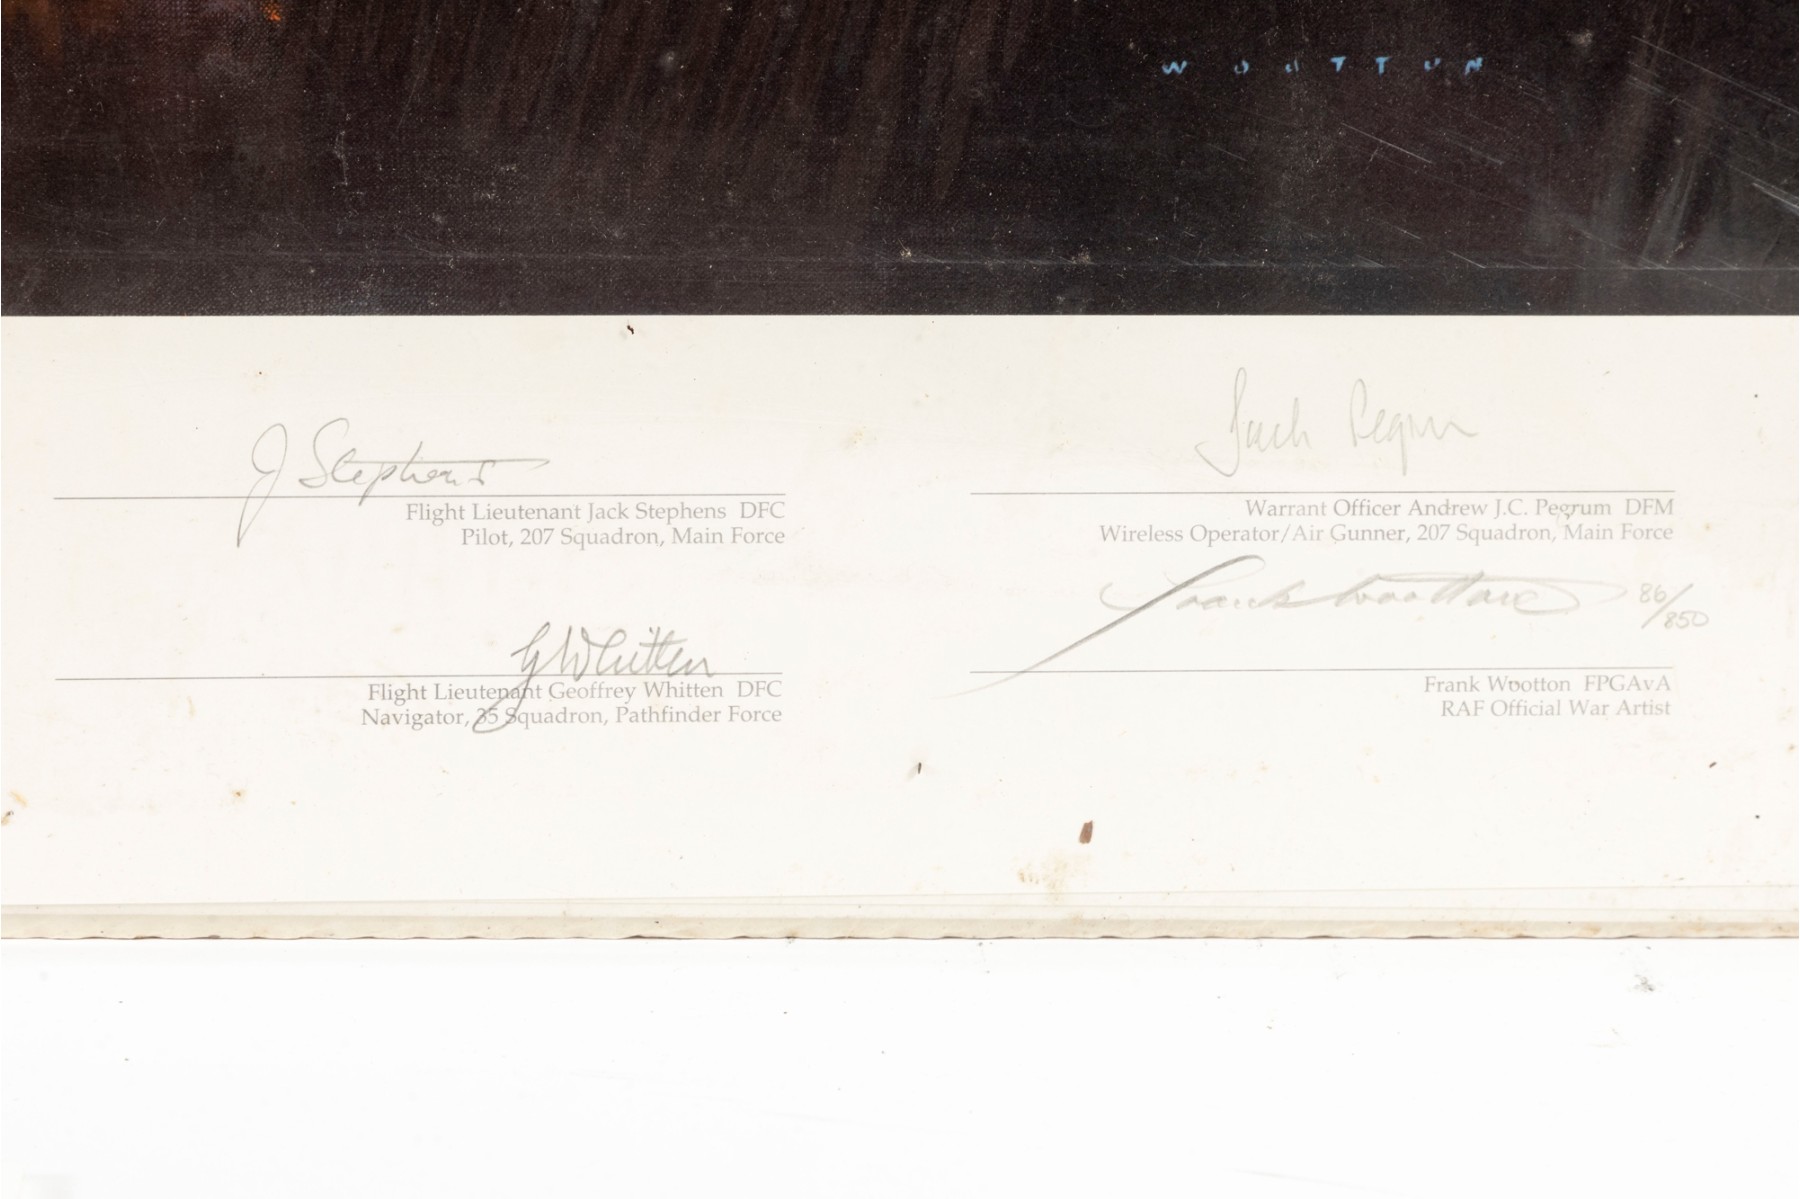 WOOTTON
J Stephens
Flight Lieutenant Jack Stephens DFC
Pilot, 207 Squadron, Main Force
Jack Pegrum
Warrant Officer Andrew J.C. Pegrum DFM
Wireless Operator/Air Gunner, 207 Squadron, Main Force
G Whitten
Flight Lieutenant Geoffrey Whitten DFC
Navigator, 35 Squadron, Pathfinder Force
Frank Wootton 86/850
Frank Wootton FPGAvA
RAF Official War Artist